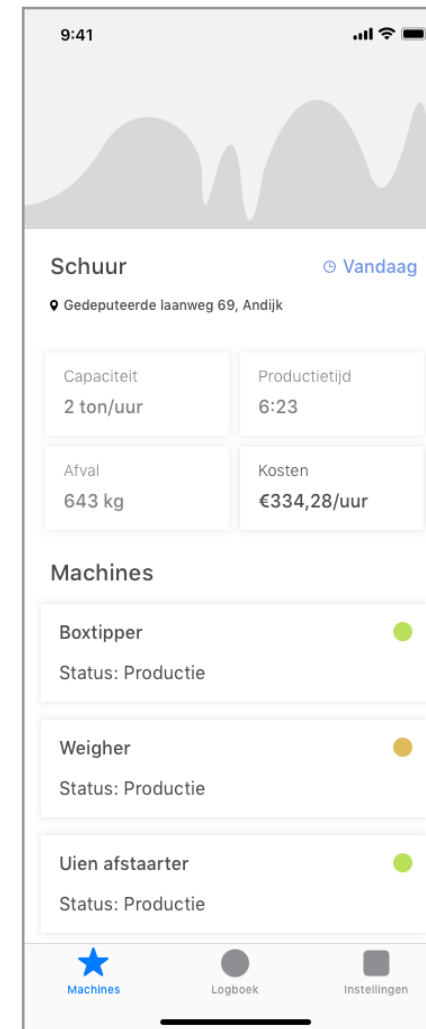 9:41
Schuur
Vandaag
Gedeputeerde laanweg 69, Andijk
Capaciteit
2 ton/uur
Productietijd
6:23
Afval
643 kg
Kosten
€334,28/uur
Machines
Boxtipper
Status: Productie
Weigher
Status: Productie
Uien afstaarter
Status: Productie
Machines
Logboek
Instellingen